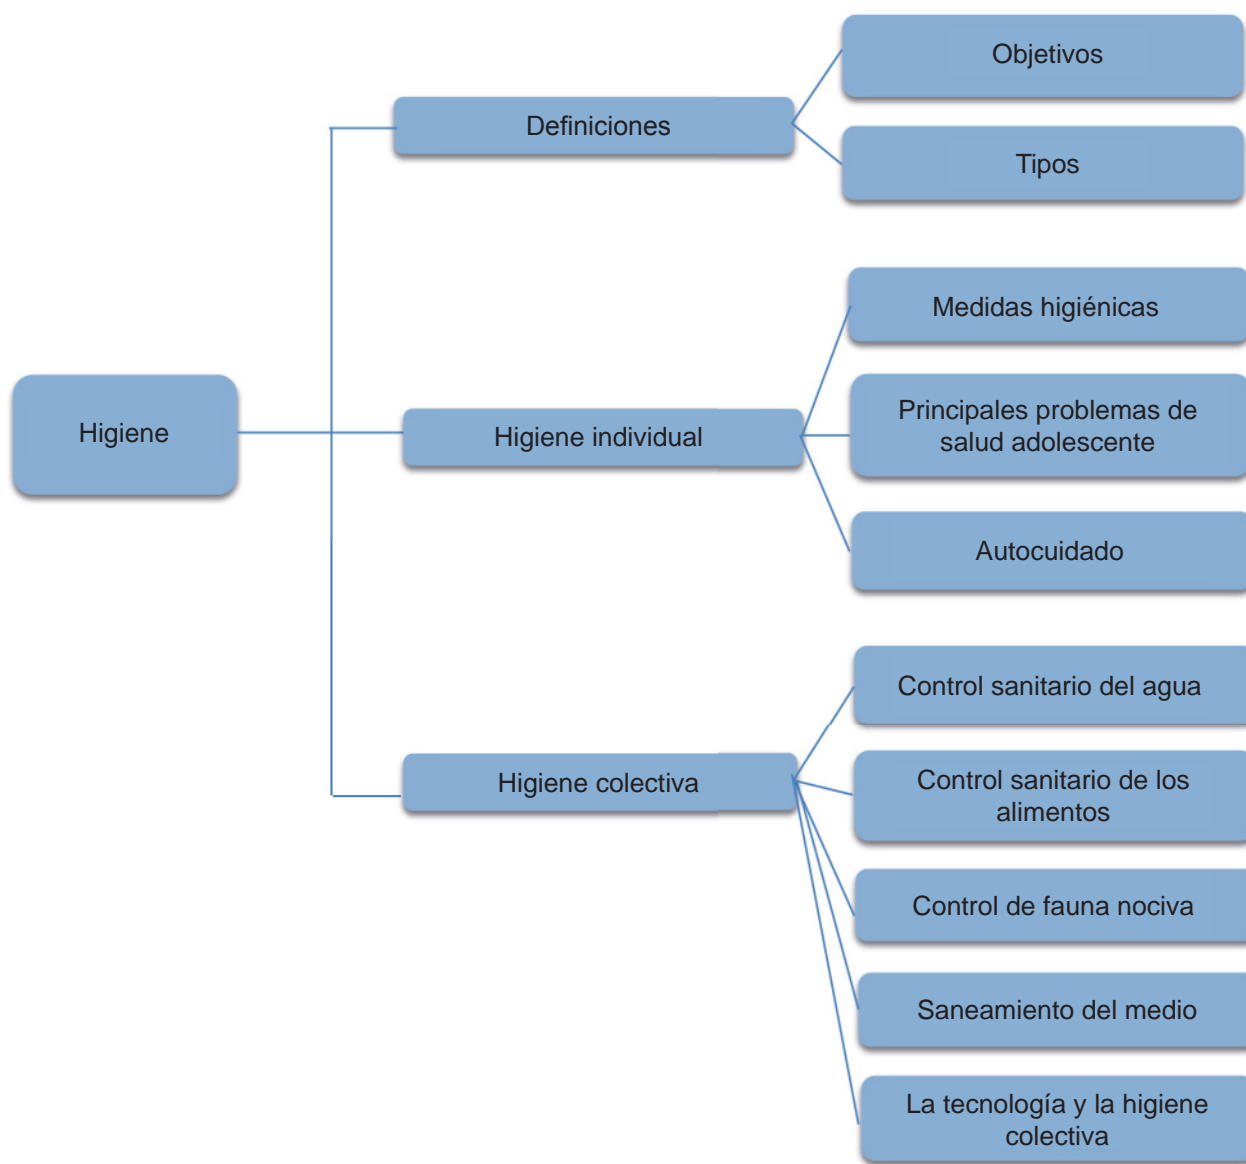 Higiene
Definiciones
Objetivos
Tipos
Higiene individual
Medidas higiénicas
Principales problemas de
salud adolescente
Autocuidado
Higiene colectiva
Control sanitario del agua
Control sanitario de los
alimentos
Control de fauna nociva
Saneamiento del medio
La tecnología y la higiene
colectiva